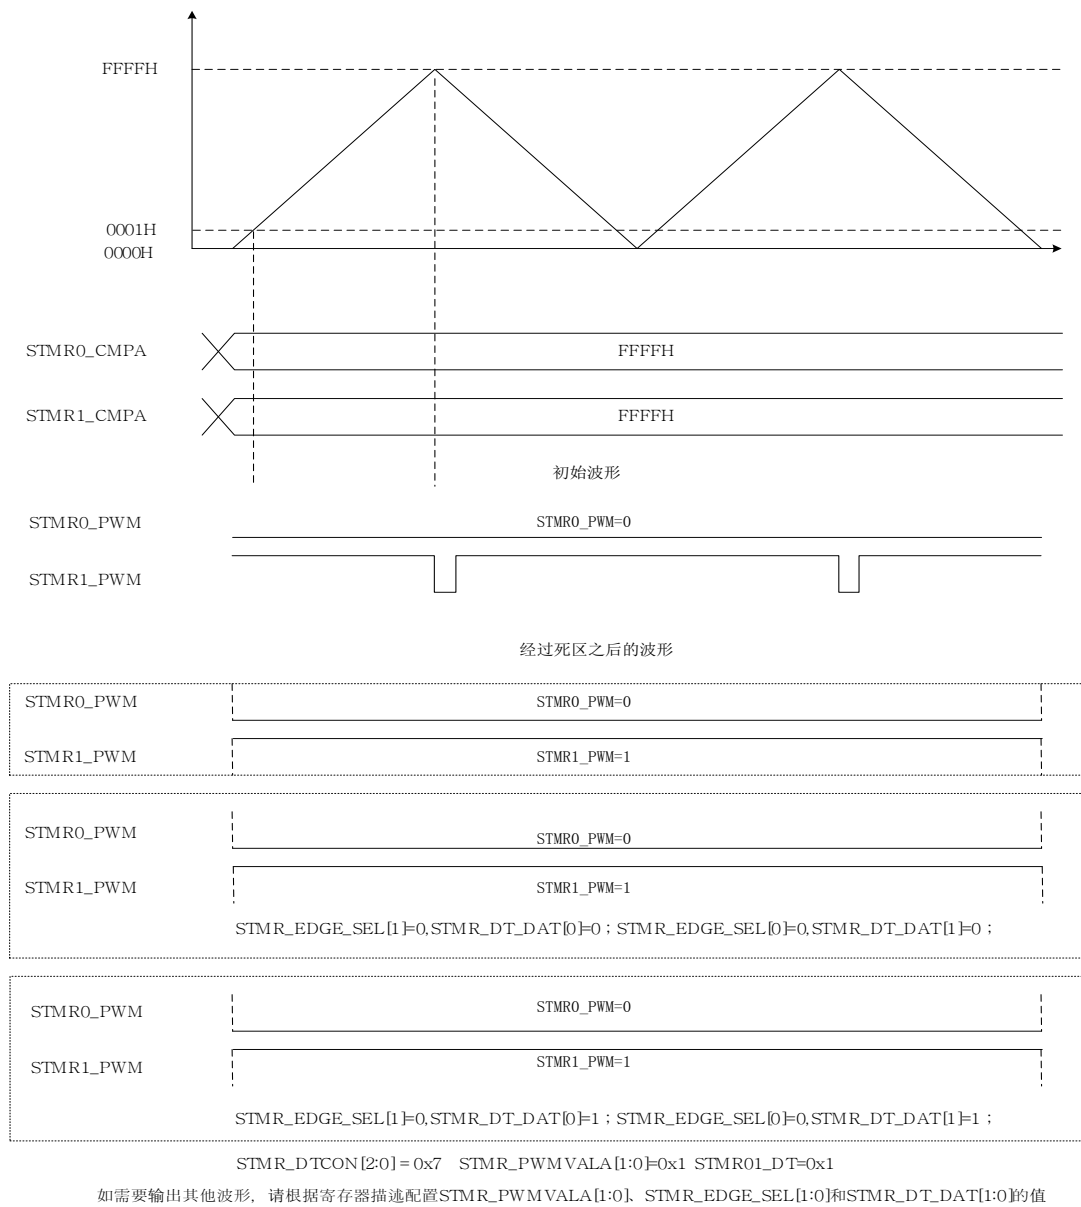 FFFFH
0001H
0000H
STMR0_CMPA FFFFH
STMR1_CMPA FFFFH
初始波形
STMR0_PWM STMR0_PWM=0
STMR1_PWM
经过死区之后的波形
STMR0_PWM STMR0_PWM=0
STMR1_PWM STMR1_PWM=1
STMR0_PWM STMR0_PWM=0
STMR1_PWM STMR1_PWM=1
STMR_EDGE_SEL[1]=0,STMR_DT_DAT[0]=0；STMR_EDGE_SEL[0]=0,STMR_DT_DAT[1]=0；
STMR0_PWM STMR0_PWM=0
STMR1_PWM STMR1_PWM=1
STMR_EDGE_SEL[1]=0,STMR_DT_DAT[0]=1；STMR_EDGE_SEL[0]=0,STMR_DT_DAT[1]=1；
STMR_DTCON[2:0] = 0x7 STMR_PWMVALA[1:0]=0x1 STMR01_DT=0x1
如需要输出其他波形，请根据寄存器描述配置STMR_PWMVALA[1:0]、STMR_EDGE_SEL[1:0]和STMR_DT_DAT[1:0]的值